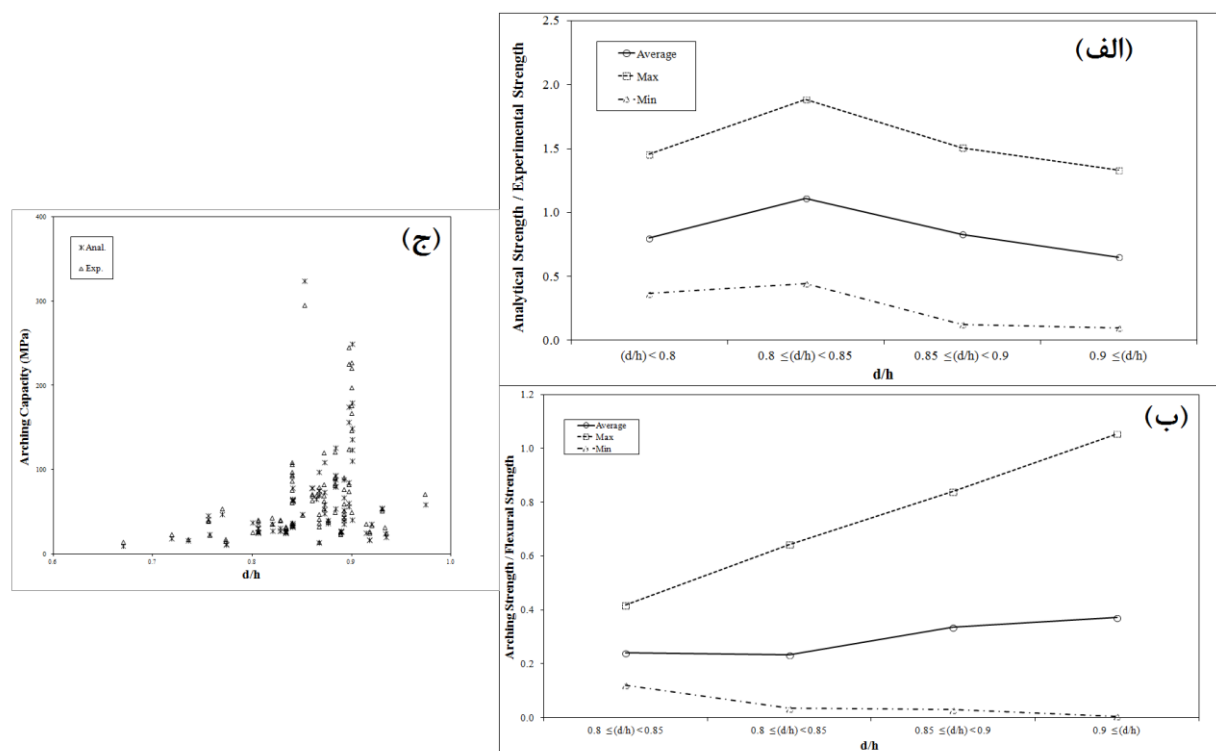 (الف)
Average
Max
Min
Analytical Strength / Experimental Strength
2.5
2.0
1.5
1.0
0.5
0.0
(d/h) < 0.8
0.8 ≤(d/h) < 0.85
0.85 ≤(d/h) < 0.9
0.9 ≤(d/h)
d/h
(ب)
Average
Max
Min
Arching Strength / Flexural Strength
1.2
1.0
0.8
0.6
0.4
0.2
0.0
0.8 ≤(d/h) < 0.85
0.8 ≤(d/h) < 0.85
0.85 ≤(d/h) < 0.9
0.9 ≤(d/h)
d/h
(ج)
Anal.
Exp.
Arching Capacity (MPa)
400
300
200
100
0
0.6
0.7
0.8
0.9
1.0
d/h